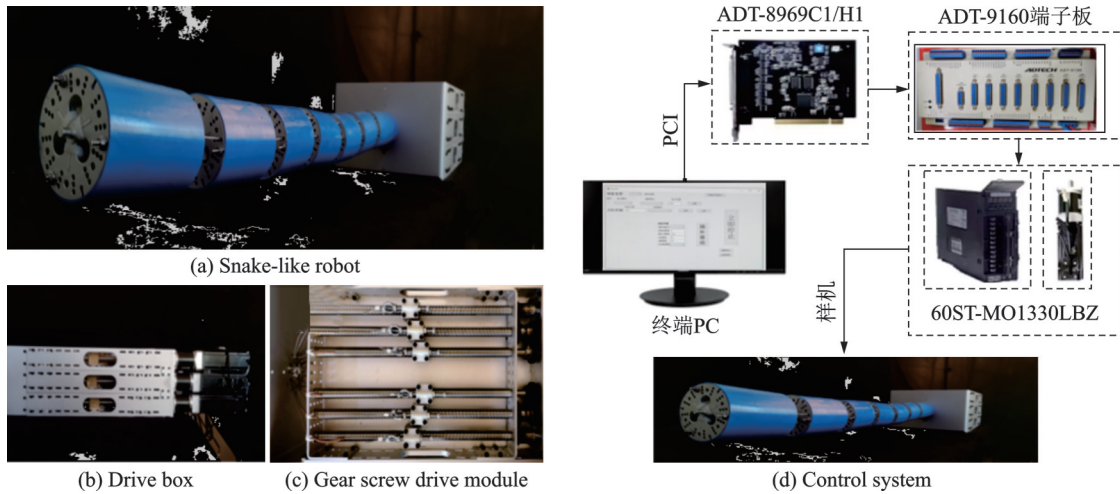 (a) Snake-like robot
(b) Drive box
(c) Gear screw drive module
ADT-8969C1/H1
ADT-9160端子板
ADTECH
PCI
终端PC
60ST-MO1330LBZ
样机
(d) Control system